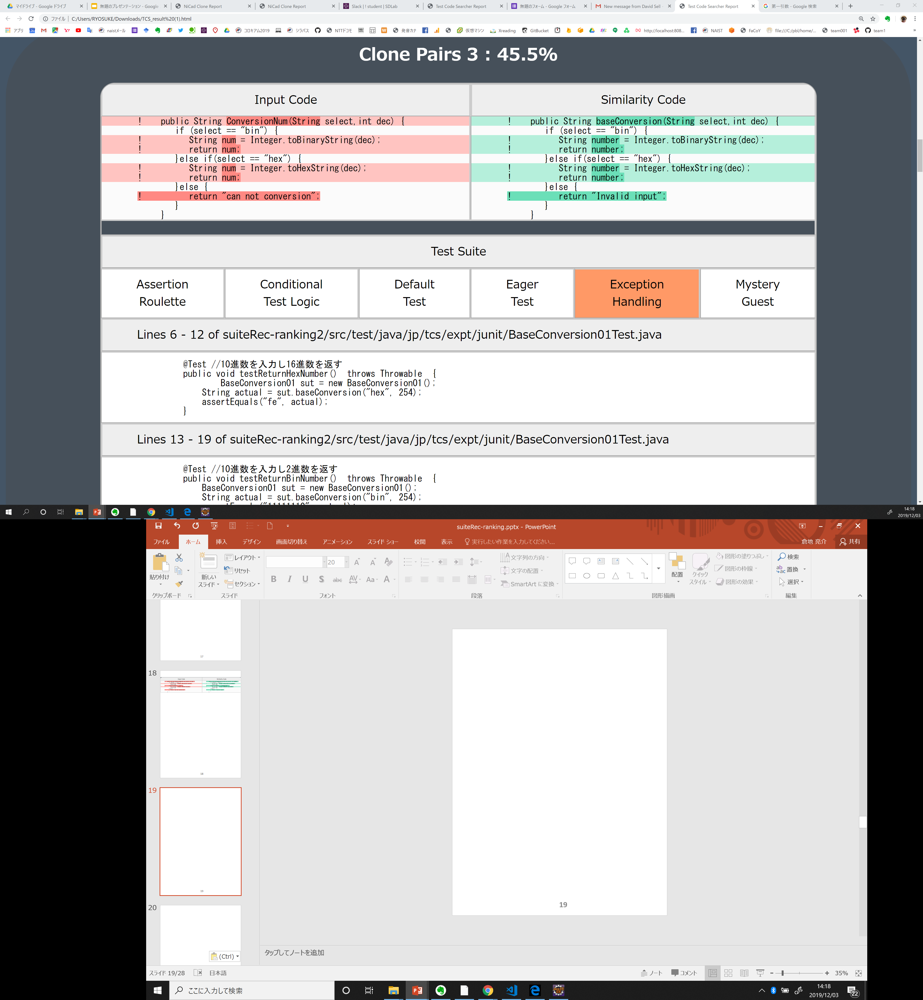 マイドライブ - Google ドライブ
無題のプレゼンテーション - Google
NiCad Clone Report
NiCad Clone Report
Slack | ! student | SDLab
Test Code Searcher Report
無題のフォーム - Google フォーム
New message from David Sell
Test Code Searcher Report
第一引数 - Google 検索
ファイル | C:/Users/RYOSUKE/Downloads/TCS_result%20(1).html
アプリ naistメール コロキアム2019 シラバス NTTドコモ 発音カナ 仮想マシン Xreading GitBucket http://localhost:808... NAIST FaCoY file:///C:/pbl/home/... team001 team1 »
Clone Pairs 3 : 45.5%
Input Code
! public String ConversionNum(String select,int dec) {
if (select == "bin") {
! String num = Integer.toBinaryString(dec);
! return num;
}else if(select == "hex") {
! String num = Integer.toHexString(dec);
! return num;
}else {
! return "can not conversion";
}
}
Similarity Code
! public String baseConversion(String select,int dec) {
if (select == "bin") {
! String number = Integer.toBinaryString(dec);
! return number;
}else if(select == "hex") {
! String number = Integer.toHexString(dec);
! return number;
}else {
! return "Invalid input";
}
}
Test Suite
Assertion
Roulette
Conditional
Test Logic
Default
Test
Eager
Test
Exception
Handling
Mystery
Guest
Lines 6 - 12 of suiteRec-ranking2/src/test/java/jp/tcs/expt/junit/BaseConversion01Test.java
@Test //10進数を入力し16進数を返す
public void testReturnHexNumber() throws Throwable {
BaseConversion01 sut = new BaseConversion01();
String actual = sut.baseConversion("hex", 254);
assertEquals("fe", actual);
}
Lines 13 - 19 of suiteRec-ranking2/src/test/java/jp/tcs/expt/junit/BaseConversion01Test.java
@Test //10進数を入力し2進数を返す
public void testReturnBinNumber() throws Throwable {
BaseConversion01 sut = new BaseConversion01();
String actual = sut.baseConversion("bin", 254);
14:18
2019/12/03
suiteRec-ranking.pptx - PowerPoint
ファイル ホーム 挿入 デザイン 画面切り替え アニメーション スライド ショー 校閲 表示 実行したい作業を入力してください... 倉地 亮介 共有
貼り付け
クリップボード
新しい
スライド
レイアウト
リセット
セクション
スライド
20
B I U S abc AV Aa A
フォント
文字列の方向
文字の配置
SmartArt に変換
段落
配置
クイック
スタイル
図形の塗りつぶし
図形の枠線
図形の効果
図形描画
検索
置換
選択
編集
17
18
Input Code Similarity Code
18
19
19
20
(Ctrl)
19
タップしてノートを追加
スライド 19/28 日本語 ノート コメント 35%
ここに入力して検索
14:18
2019/12/03
22